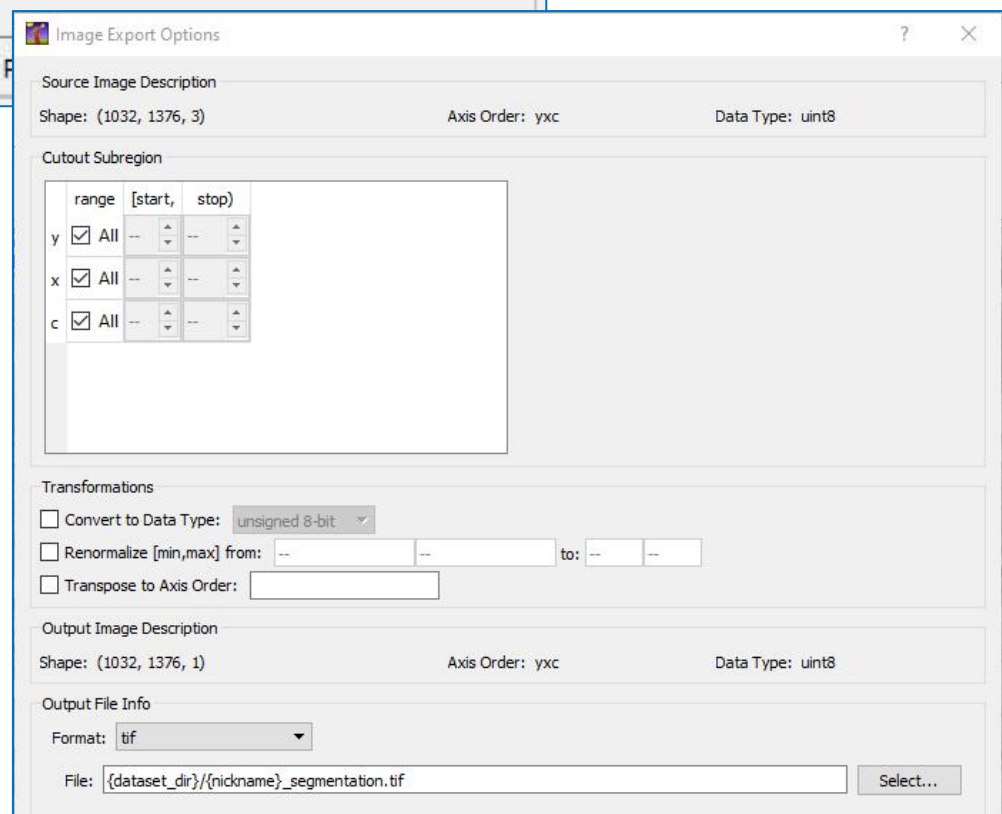 Image Export Options
Source Image Description
Shape: (1032, 1376, 3) Axis Order: yxc Data Type: uint8
Cutout Subregion
range [start, stop)
y All -- --
x All -- --
c All -- --
Transformations
Convert to Data Type: unsigned 8-bit
Renormalize [min,max] from: -- -- to: -- --
Transpose to Axis Order:
Output Image Description
Shape: (1032, 1376, 1) Axis Order: yxc Data Type: uint8
Output File Info
Format: tif
File: {dataset_dir}/{nickname}_segmentation.tif Select...